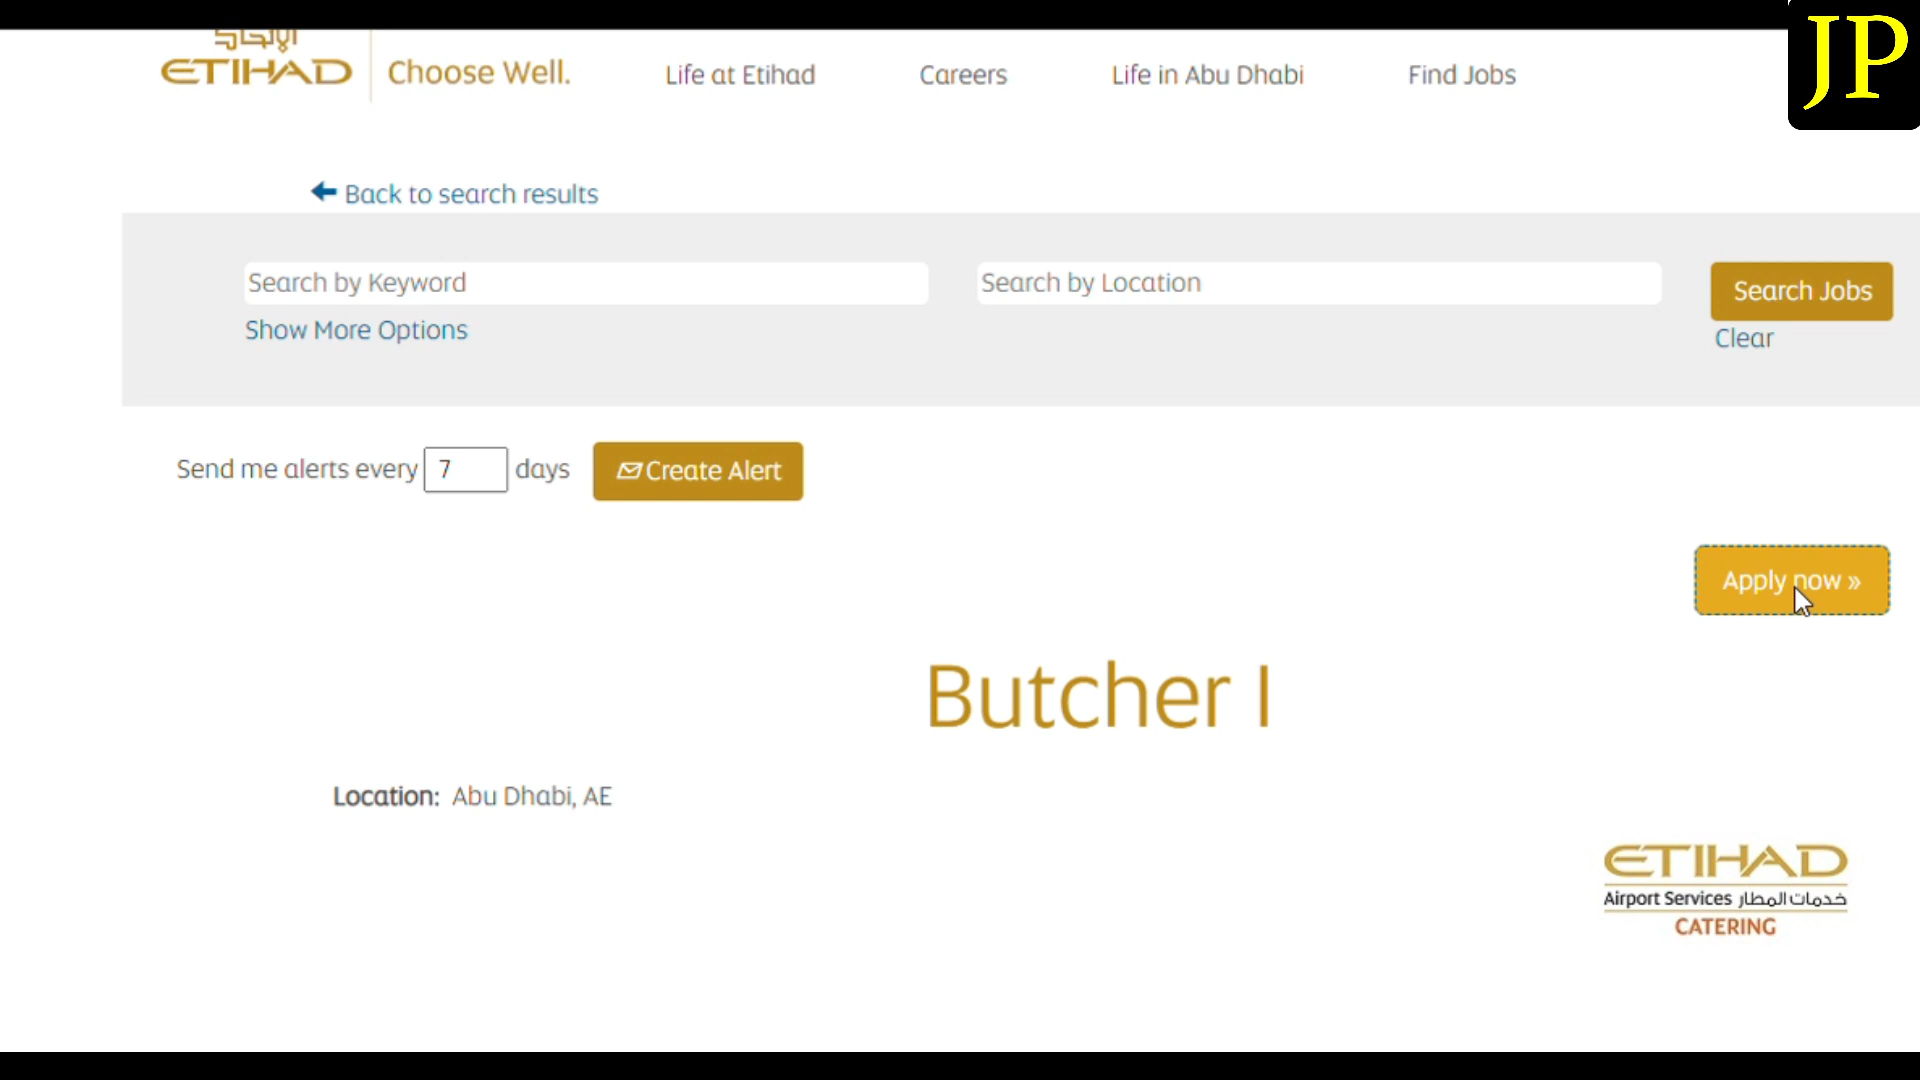 JP
الإتحاد
ETIHAD
Choose Well.
Life at Etihad
Careers
Life in Abu Dhabi
Find Jobs
Back to search results
Search by Keyword
Search by Location
Search Jobs
Show More Options
Clear
Send me alerts every 7 days
Create Alert
Apply now »
Butcher I
Location: Abu Dhabi, AE
ETIHAD
Airport Services خدمات المطار
CATERING